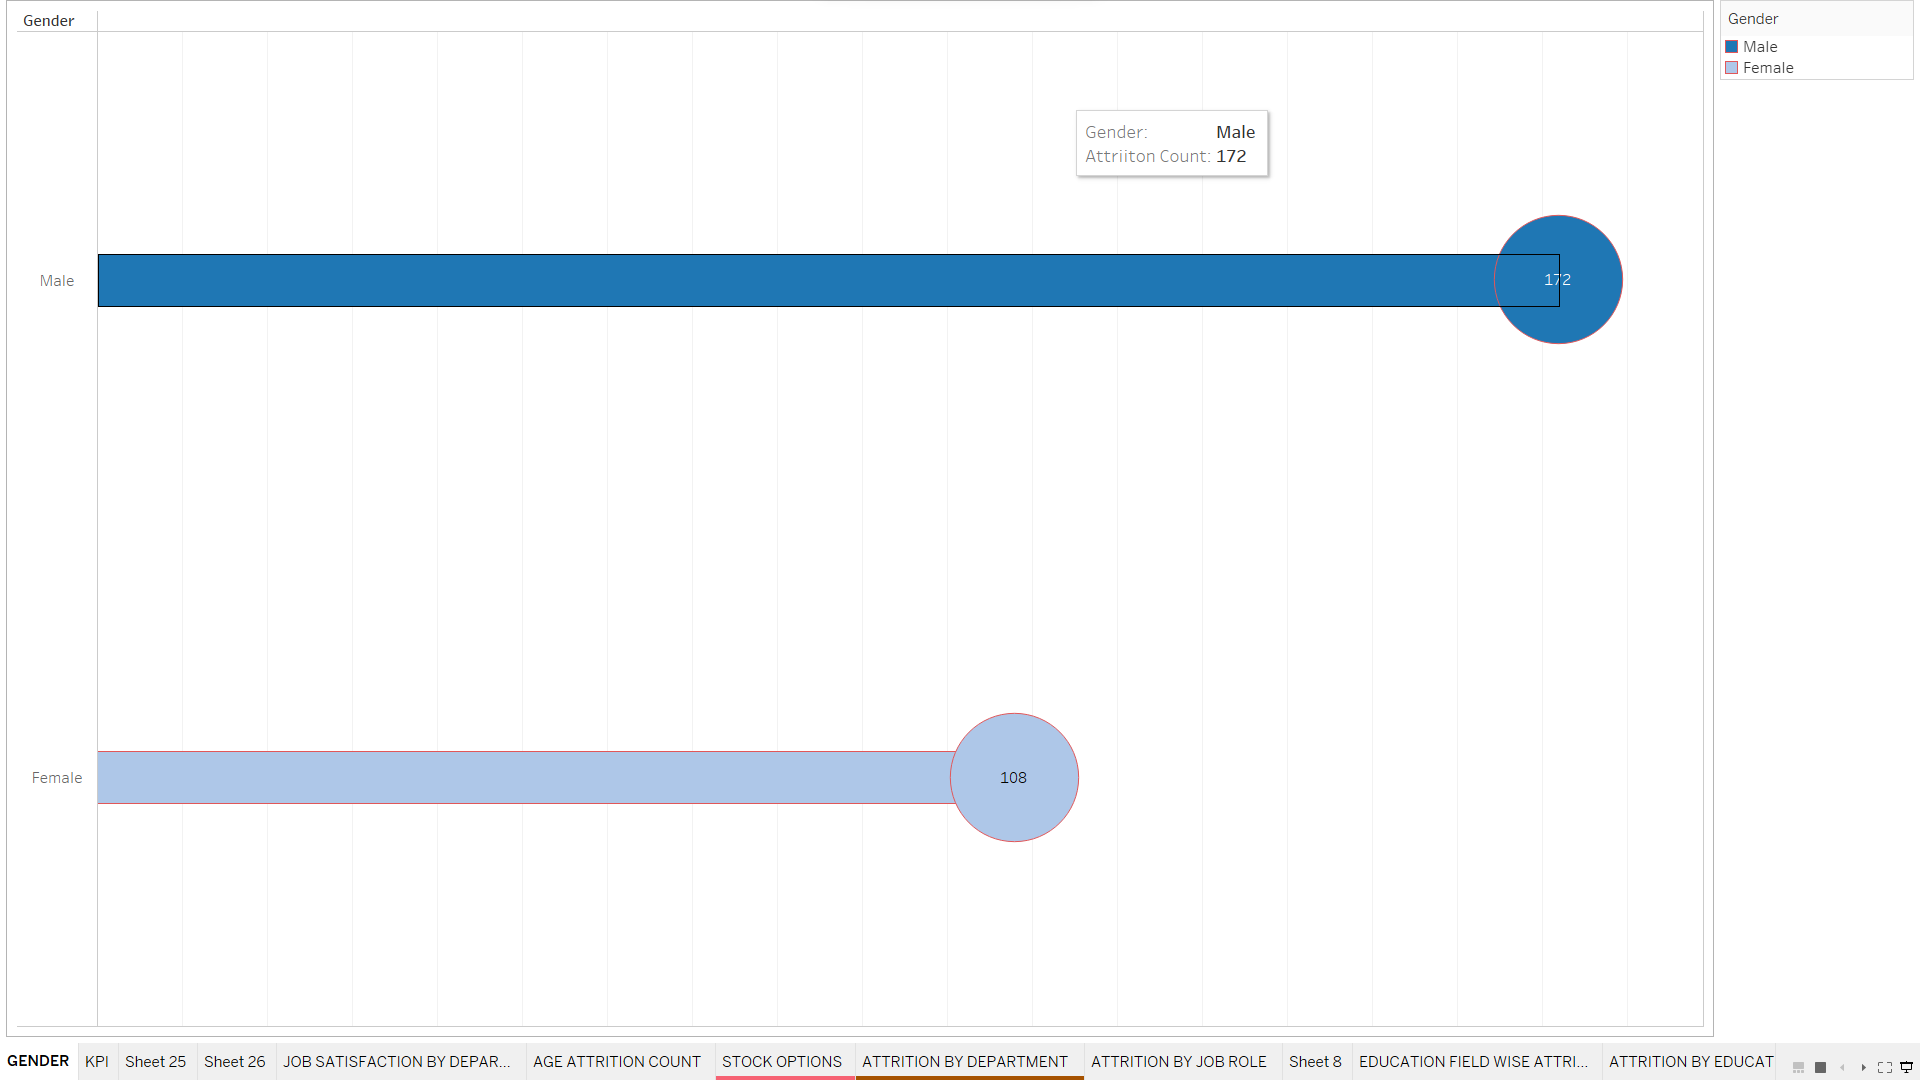 Gender
Gender
Male
Female
Gender: Male
Attriiton Count: 172
Male
172
Female
108
GENDER KPI Sheet 25 Sheet 26 JOB SATISFACTION BY DEPAR... AGE ATTRITION COUNT STOCK OPTIONS ATTRITION BY DEPARTMENT ATTRITION BY JOB ROLE Sheet 8 EDUCATION FIELD WISE ATTRI... ATTRITION BY EDUCAT